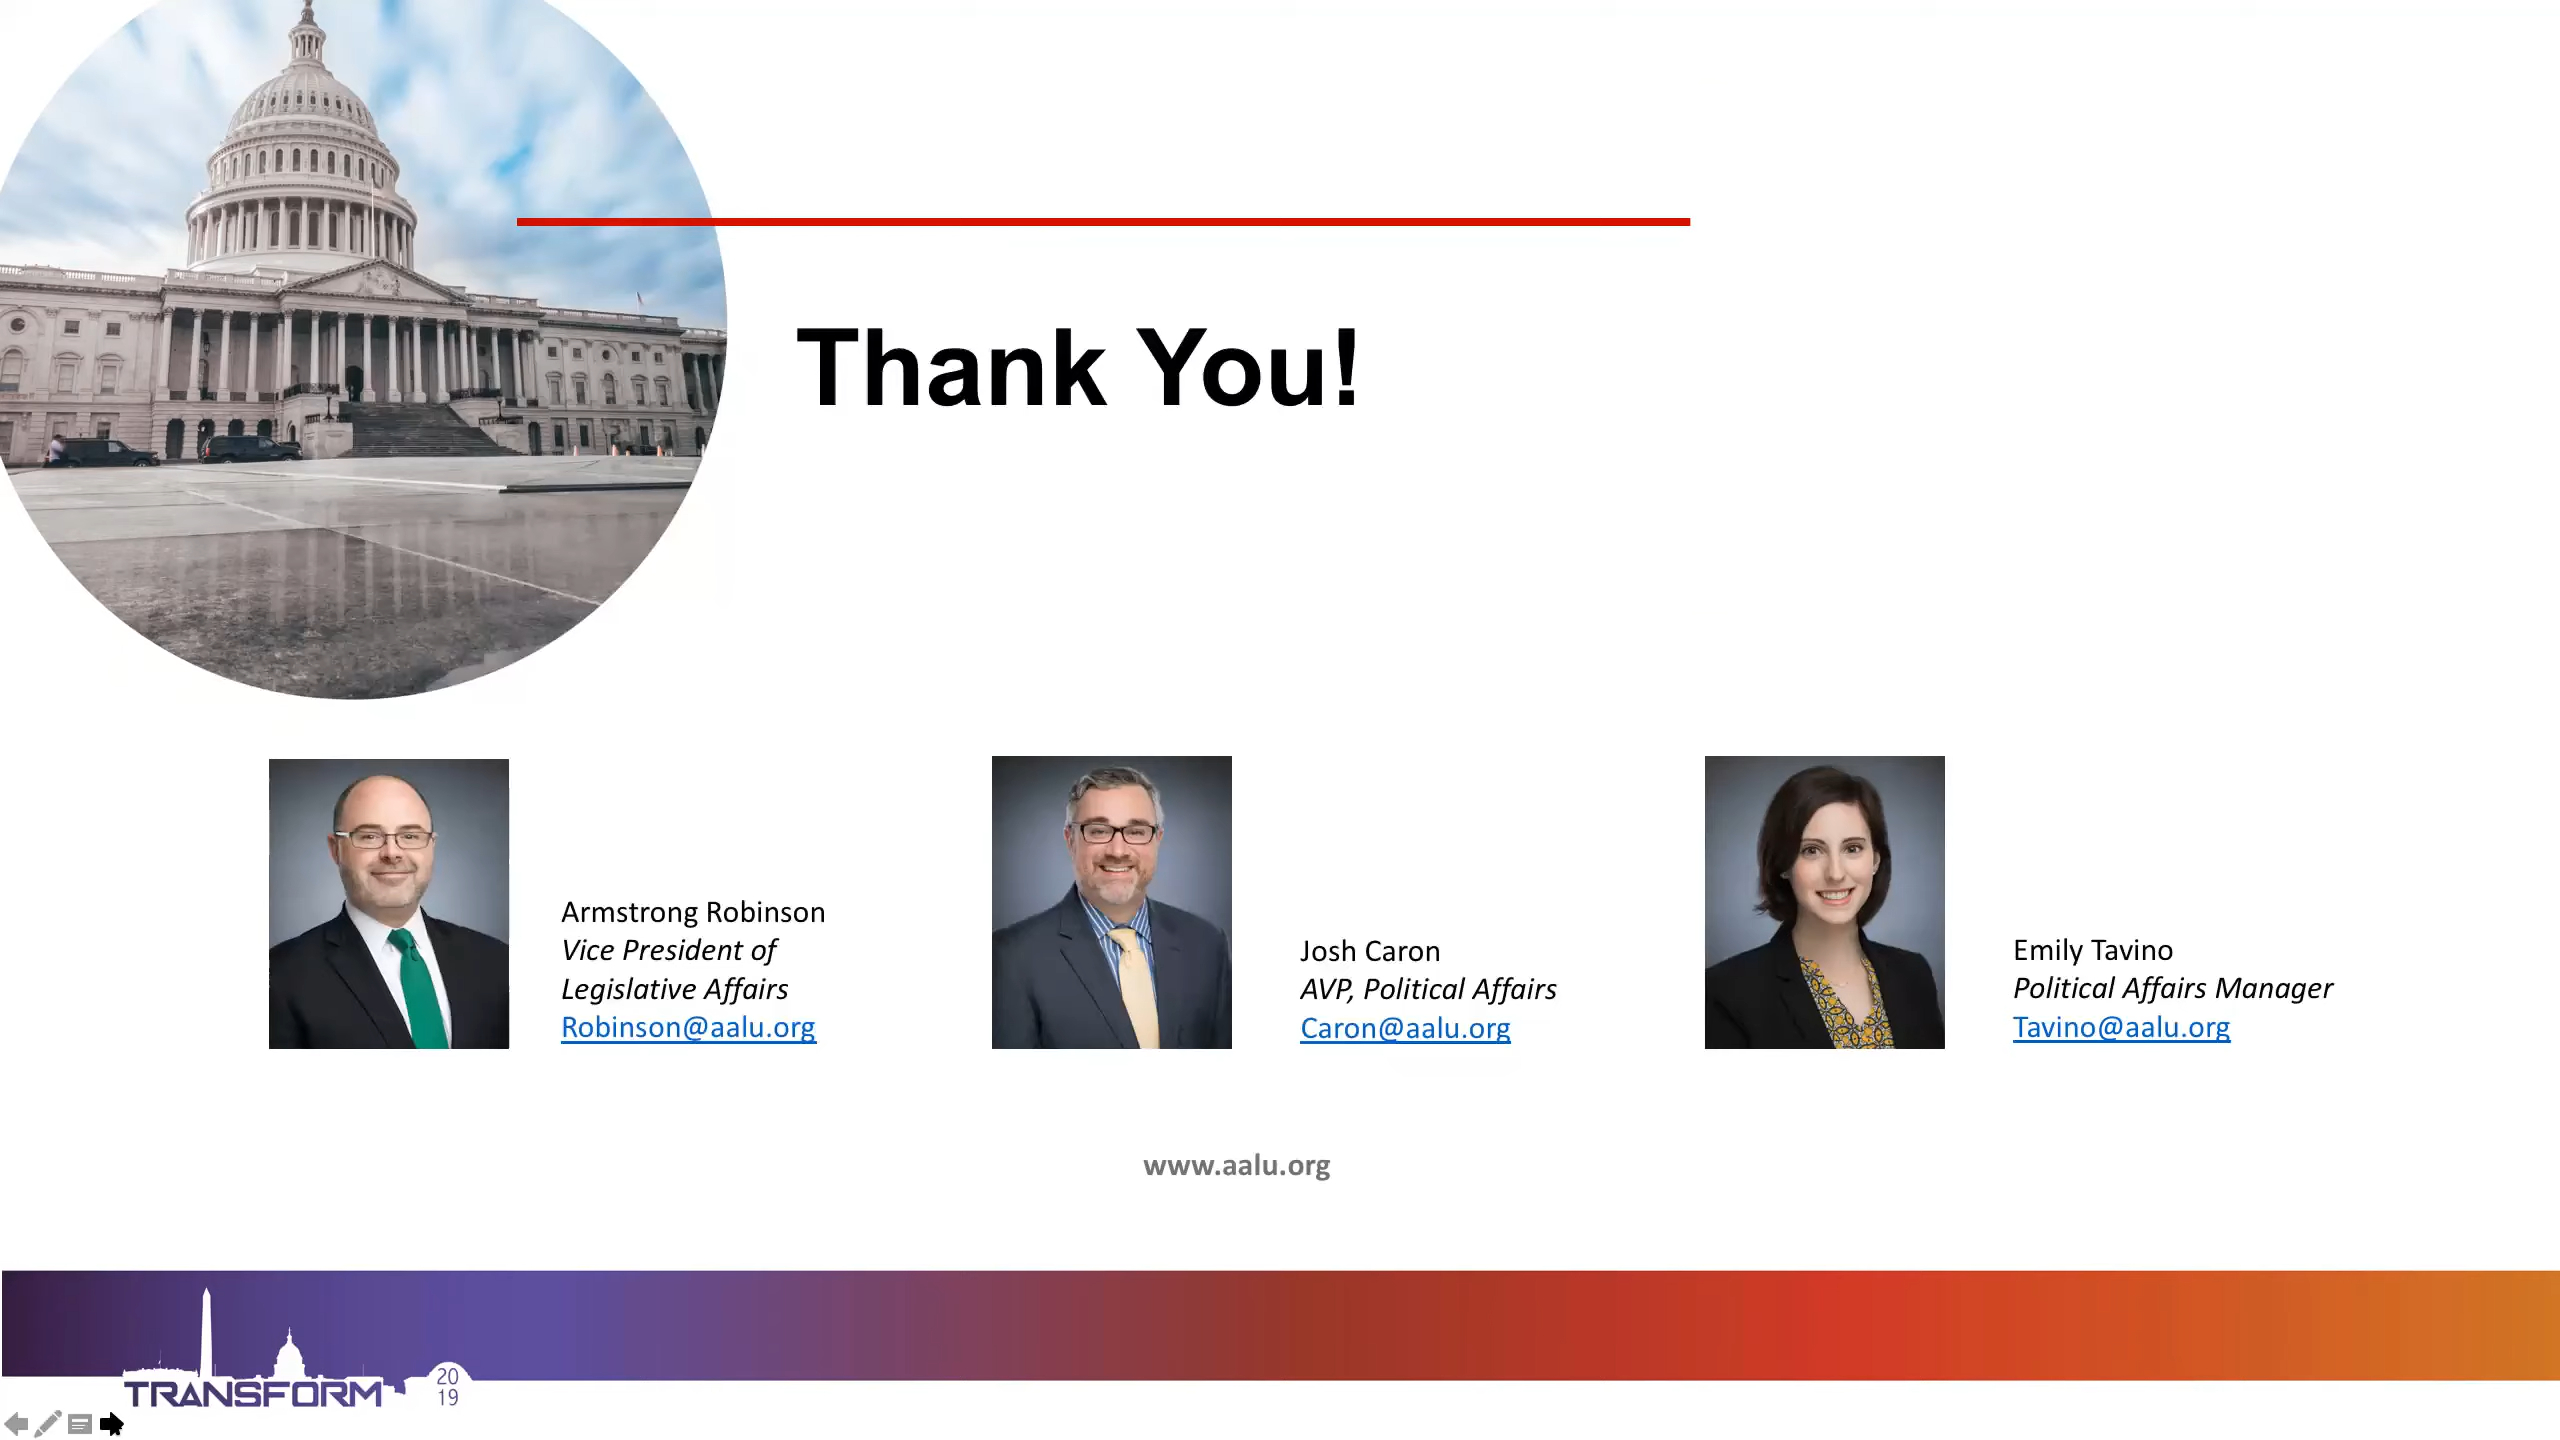 Thank You!
Armstrong Robinson
Vice President of
Legislative Affairs
Robinson@aalu.org
Josh Caron
AVP, Political Affairs
Caron@aalu.org
Emily Tavino
Political Affairs Manager
Tavino@aalu.org
www.aalu.org
TRANSFORM
20
19